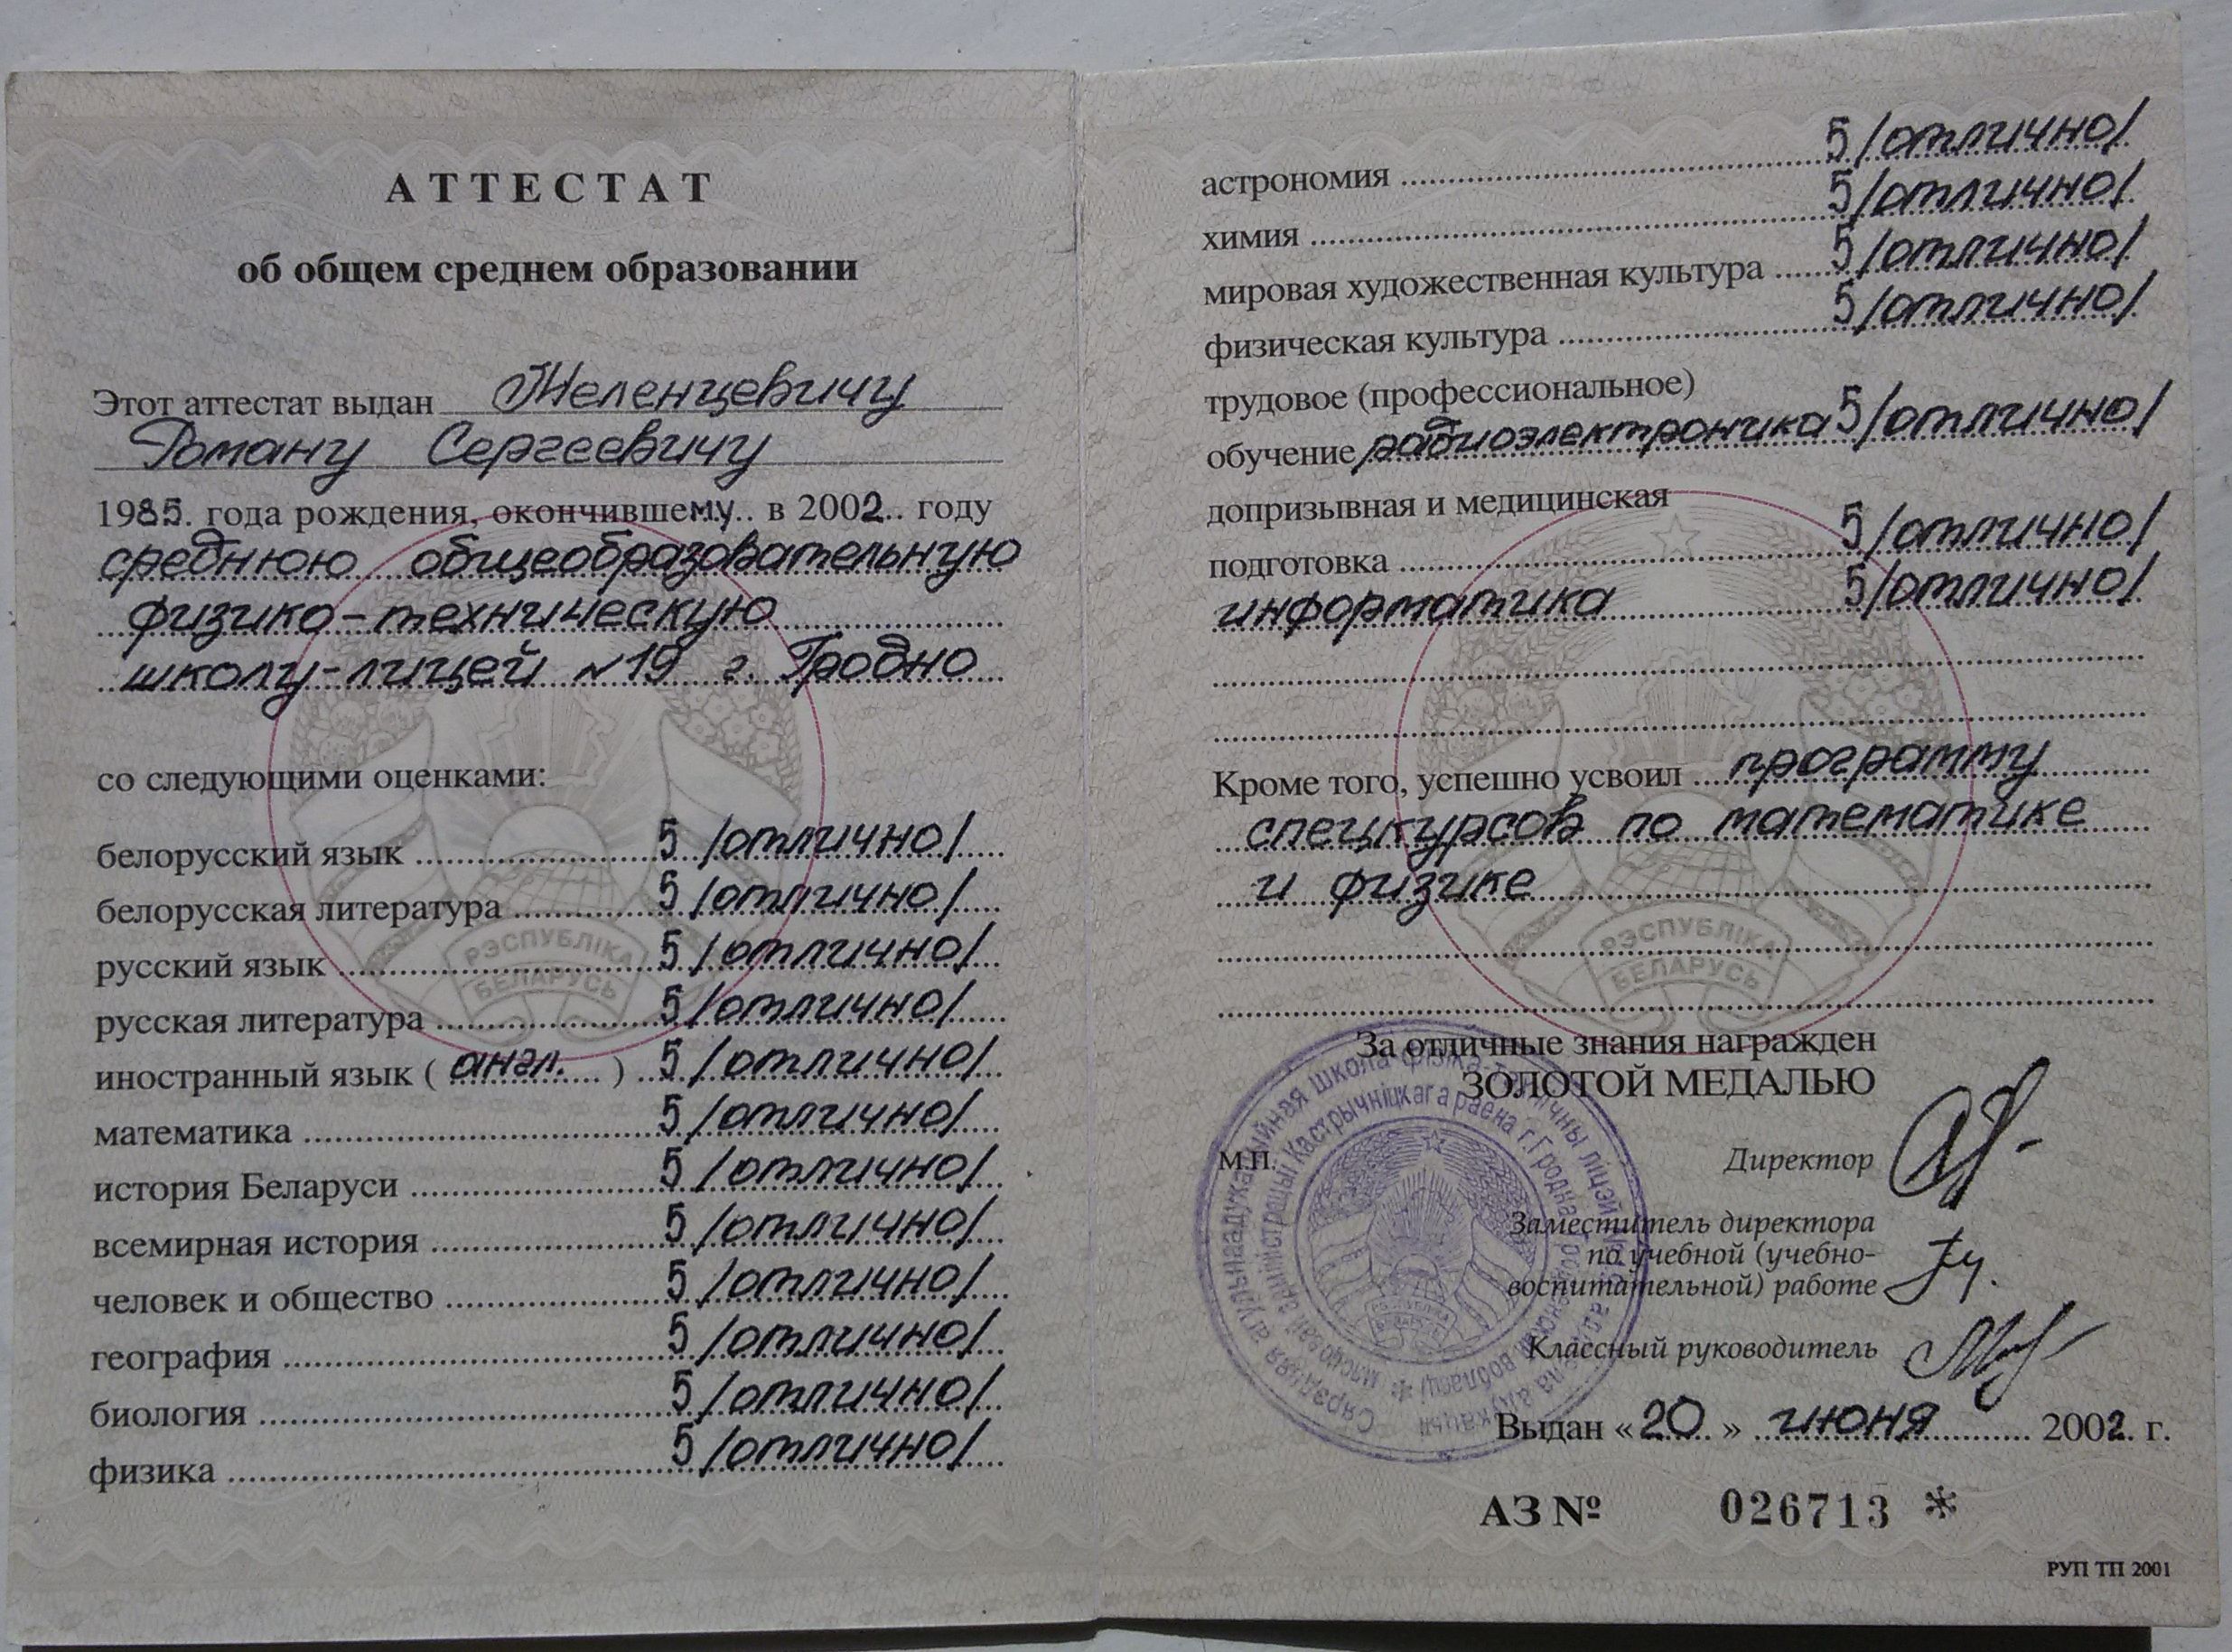 АТТЕСТАТ
об общем среднем образовании
Этот аттестат выдан Желенцевичу
Роману Сергеевичу
1985. года рождения, окончившему.. в 2002.. году
среднюю общеобразовательную
физико-техническую
школу-лицей №19 г. Гродно
со следующими оценками:
белорусский язык 5 /отлично/
белорусская литература 5 /отлично/
русский язык 5 /отлично/
русская литература 5 /отлично/
иностранный язык ( англ. ) 5 /отлично/
математика 5 /отлично/
история Беларуси 5 /отлично/
всемирная история 5 /отлично/
человек и общество 5 /отлично/
география 5 /отлично/
биология 5 /отлично/
физика 5 /отлично/
РЭСПУБЛІКА
БЕЛАРУСЬ
астрономия 5 /отлично/
химия 5 /отлично/
мировая художественная культура 5 /отлично/
физическая культура 5 /отлично/
трудовое (профессиональное)
обучение радиоэлектроника 5 /отлично/
допризывная и медицинская
подготовка 5 /отлично/
информатика 5 /отлично/
Кроме того, успешно усвоил программу
спецкурсов по математике
и физике
РЭСПУБЛІКА
БЕЛАРУСЬ
За отличные знания награжден
ЗОЛОТОЙ МЕДАЛЬЮ
М.П.
Директор
Заместитель директора
по учебной (учебно-
воспитательной) работе
Классный руководитель
Выдан « 20 » июня 2002. г.
АЗ № 026713 *
РУП ТП 2001
Сярэдняя агульнаадукацыйная школа фізіка-тэхнічны ліцэй
адміністрацыі Кастрычніцкага раёна г. Гродна